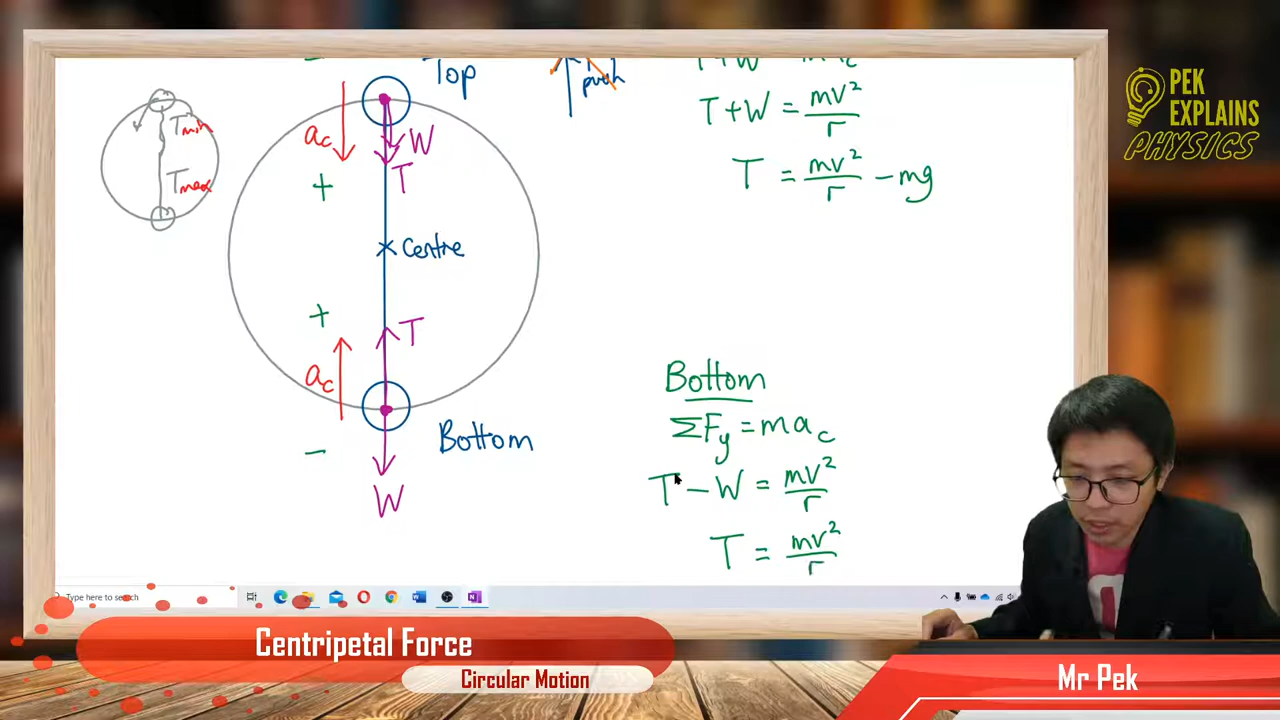 Top
push
T+W = mv²/r
T = mv²/r - mg
PEK
EXPLAINS
PHYSICS
ac
W
T
+
Tmin
Tmax
× Centre
+
T
ac
Bottom
-
W
Bottom
ΣFy = mac
T - W = mv²/r
T = mv²/r
Type here to search
Centripetal Force
Circular Motion
Mr Pek